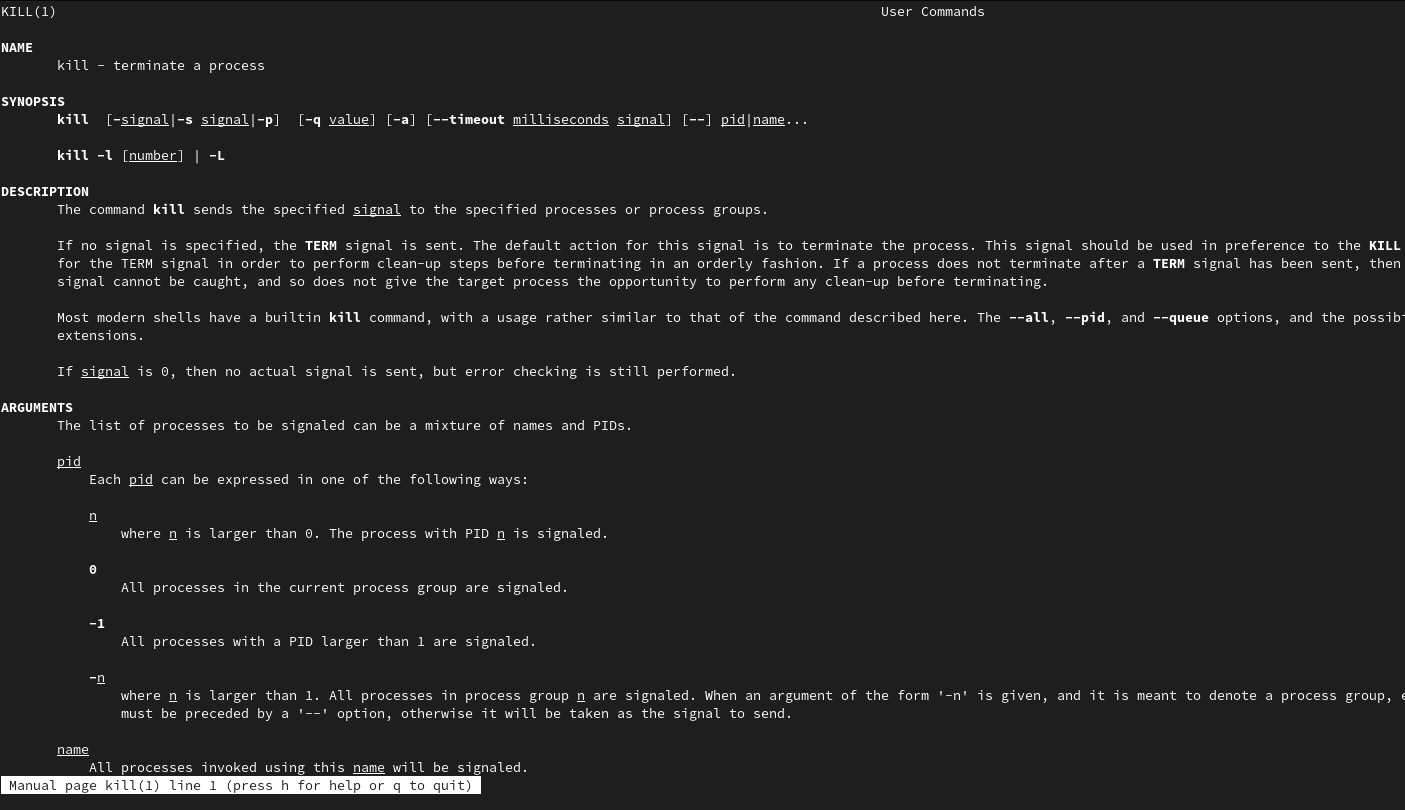 KILL(1) User Commands
NAME
kill - terminate a process
SYNOPSIS
kill [-signal|-s signal|-p] [-q value] [-a] [--timeout milliseconds signal] [--] pid|name...
kill -l [number] | -L
DESCRIPTION
The command kill sends the specified signal to the specified processes or process groups.
If no signal is specified, the TERM signal is sent. The default action for this signal is to terminate the process. This signal should be used in preference to the KILL
for the TERM signal in order to perform clean-up steps before terminating in an orderly fashion. If a process does not terminate after a TERM signal has been sent, then
signal cannot be caught, and so does not give the target process the opportunity to perform any clean-up before terminating.
Most modern shells have a builtin kill command, with a usage rather similar to that of the command described here. The --all, --pid, and --queue options, and the possibi
extensions.
If signal is 0, then no actual signal is sent, but error checking is still performed.
ARGUMENTS
The list of processes to be signaled can be a mixture of names and PIDs.
pid
Each pid can be expressed in one of the following ways:
n
where n is larger than 0. The process with PID n is signaled.
0
All processes in the current process group are signaled.
-1
All processes with a PID larger than 1 are signaled.
-n
where n is larger than 1. All processes in process group n are signaled. When an argument of the form '-n' is given, and it is meant to denote a process group,
must be preceded by a '--' option, otherwise it will be taken as the signal to send.
name
All processes invoked using this name will be signaled.
Manual page kill(1) line 1 (press h for help or q to quit)